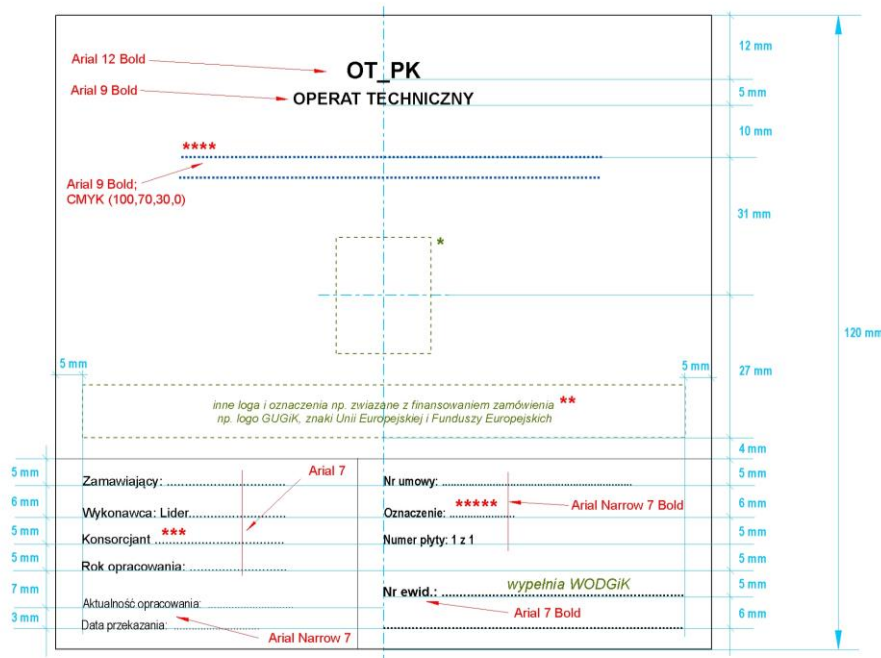 Arial 12 Bold
OT_PK
12 mm
Arial 9 Bold
OPERAT TECHNICZNY
5 mm
10 mm
****
Arial 9 Bold;
CMYK (100,70,30,0)
31 mm
*
120 mm
5 mm
5 mm
27 mm
inne loga i oznaczenia np. zwiazane z finansowaniem zamówienia **
np. logo GUGiK, znaki Unii Europejskiej i Funduszy Europejskich
4 mm
5 mm
Zamawiający: ..............................
Arial 7
Nr umowy: ..................................................
5 mm
6 mm
Wykonawca: Lider.........................
Oznaczenie: ................. *****
Arial Narrow 7 Bold
6 mm
5 mm
Konsorcjant *** ..................................
Numer płyty: 1 z 1
5 mm
5 mm
Rok opracowania: .........................
5 mm
7 mm
Nr ewid.: ..................................................
wypełnia WODGiK
5 mm
Aktualność opracowania: ......................
Arial 7 Bold
6 mm
3 mm
Data przekazania: ..............................
Arial Narrow 7